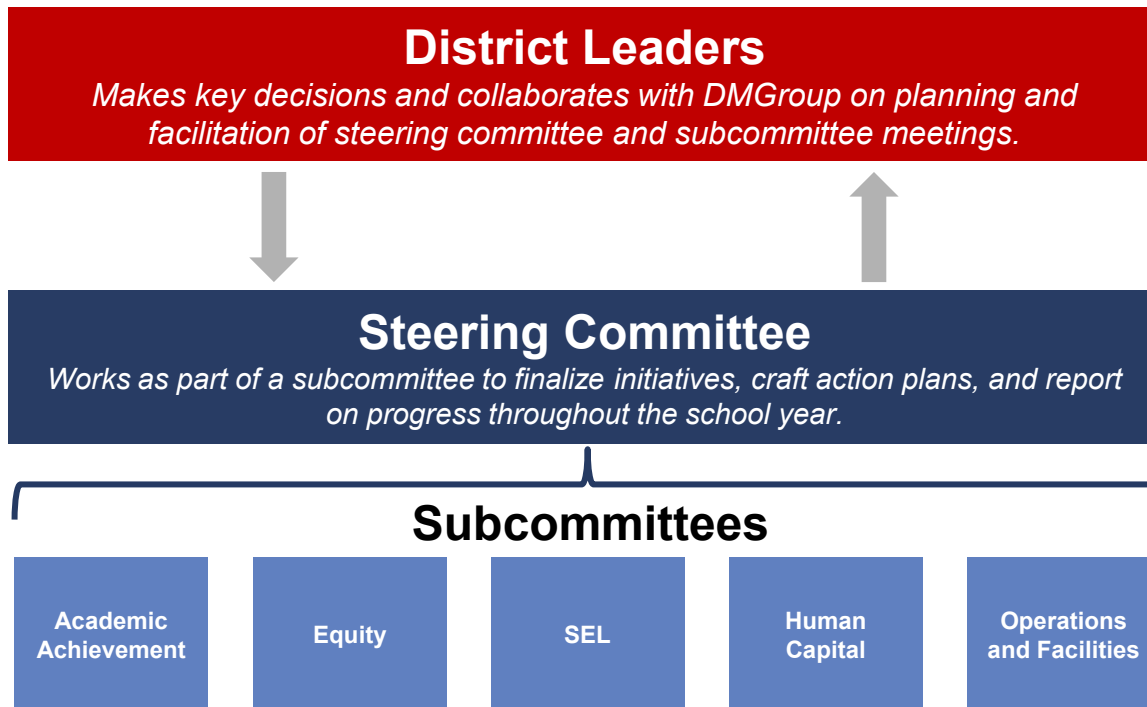 District Leaders
Makes key decisions and collaborates with DMGroup on planning and
facilitation of steering committee and subcommittee meetings.
Steering Committee
Works as part of a subcommittee to finalize initiatives, craft action plans, and report
on progress throughout the school year.
Subcommittees
Academic
Achievement
Equity
SEL
Human
Capital
Operations
and Facilities